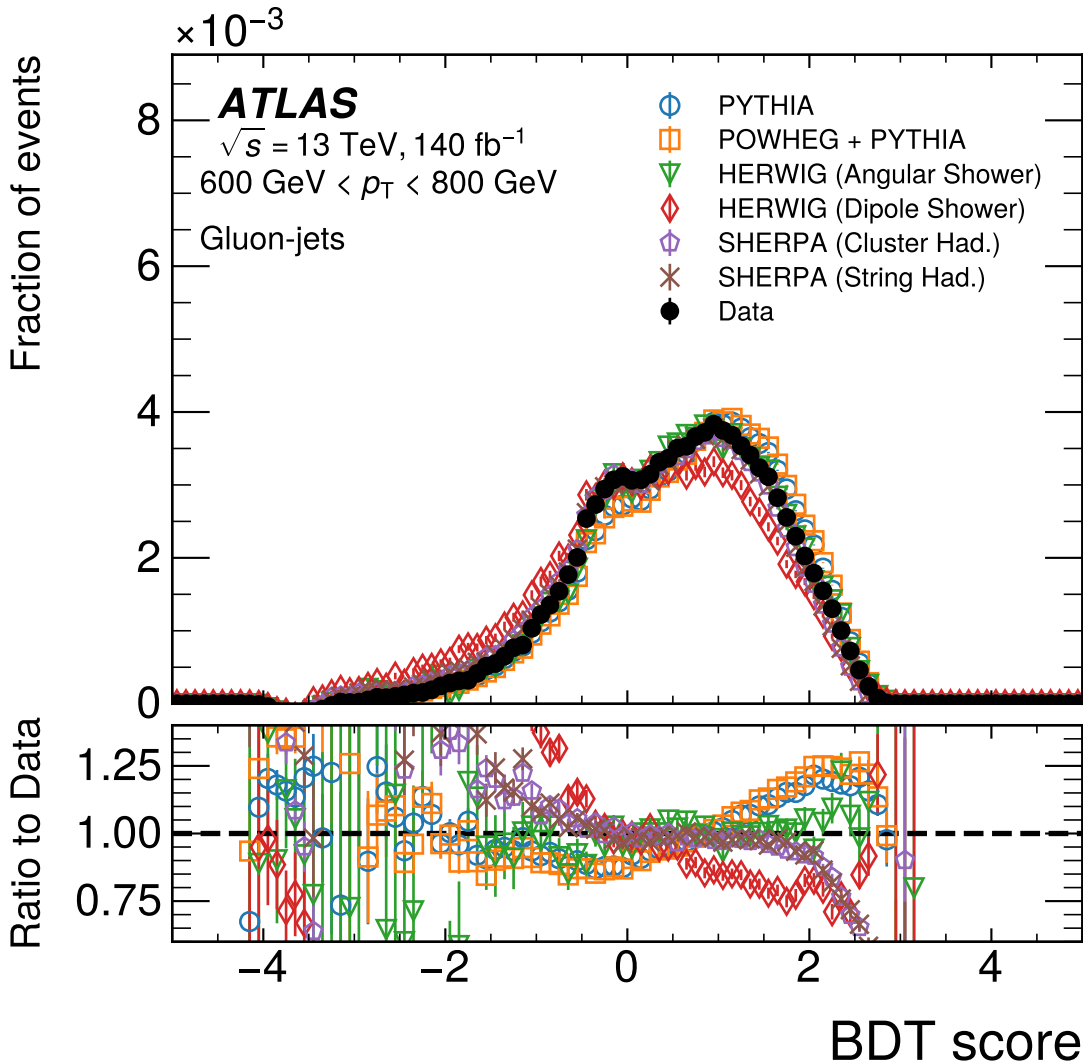 ×10⁻³
Fraction of events
8
6
4
2
0
ATLAS
√s = 13 TeV, 140 fb⁻¹
600 GeV < pT < 800 GeV
Gluon-jets
PYTHIA
POWHEG + PYTHIA
HERWIG (Angular Shower)
HERWIG (Dipole Shower)
SHERPA (Cluster Had.)
SHERPA (String Had.)
Data
Ratio to Data
1.25
1.00
0.75
−4 −2 0 2 4
BDT score